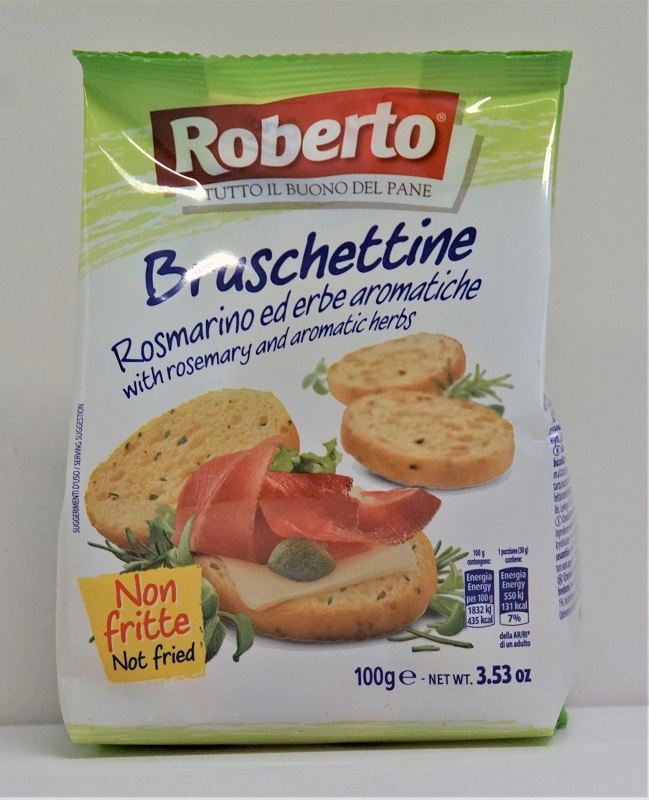 Roberto®
TUTTO IL BUONO DEL PANE
Bruschettine
Rosmarino ed erbe aromatiche
with rosemary and aromatic herbs
SUGGERIMENTI D'USO / SERVING SUGGESTION
Non
fritte
Not fried
100 g
contengono:
Energia
Energy
per 100 g
1832 kJ
435 kcal
1 porzione (30 g)
contiene:
Energia
Energy
550 kJ
131 kcal
7%
della AR/RI*
di un adulto
100g e - NET WT. 3.53 oz